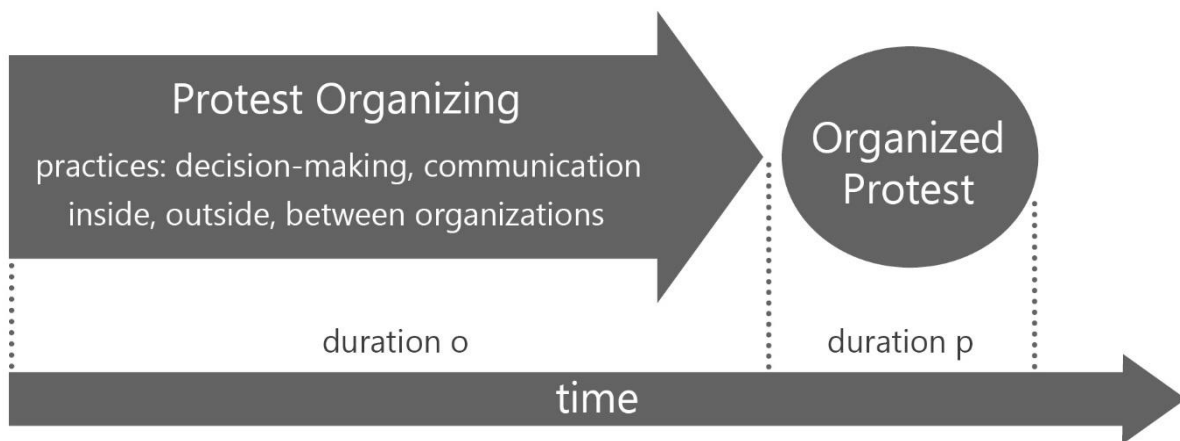 Protest Organizing
practices: decision-making, communication
inside, outside, between organizations
Organized
Protest
duration o
duration p
time